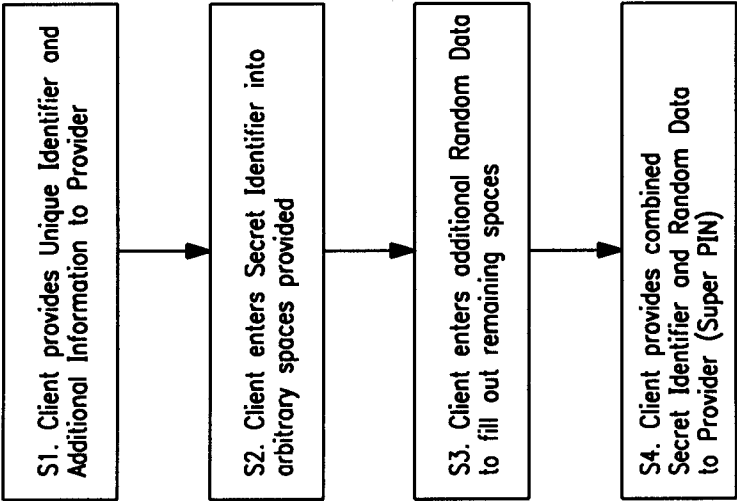 S1. Client provides Unique Identifier and
Additional Information to Provider
S2. Client enters Secret Identifier into
arbitrary spaces provided
S3. Client enters additional Random Data
to fill out remaining spaces
S4. Client provides combined
Secret Identifier and Random Data
to Provider (Super PIN)